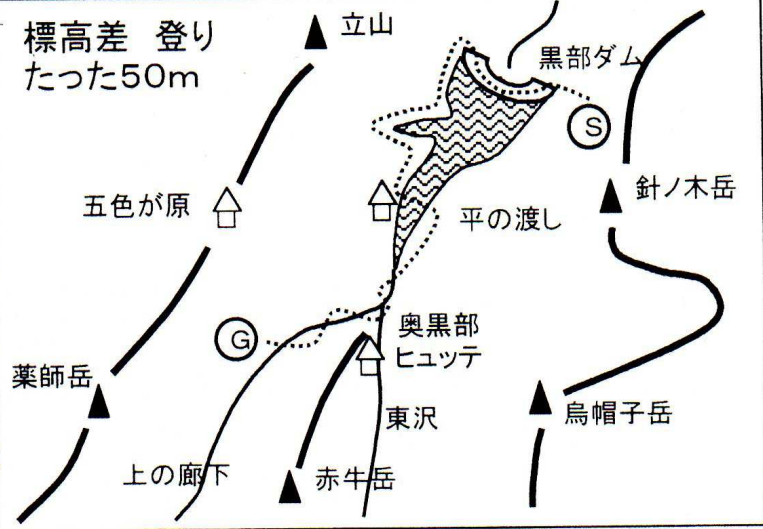 標高差 登り
たった50m
立山
黒部ダム
S
針ノ木岳
五色が原
平の渡し
G
奥黒部
ヒュッテ
薬師岳
烏帽子岳
東沢
上の廊下
赤牛岳